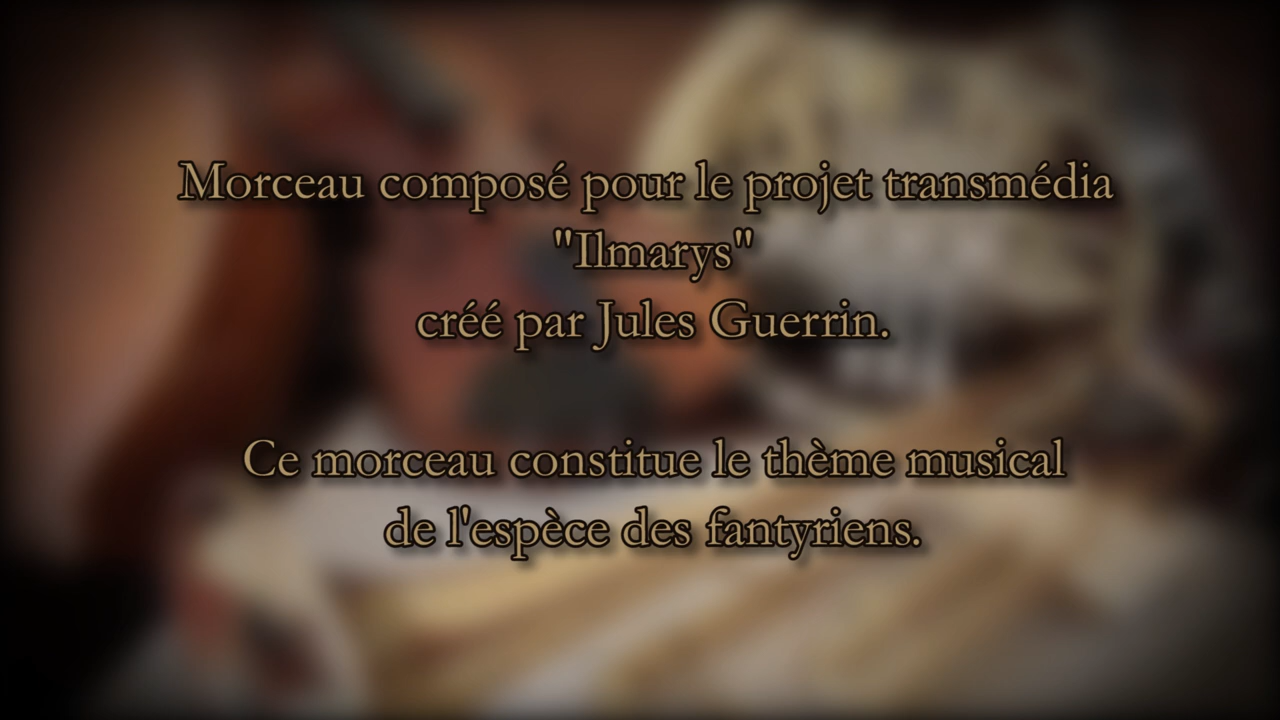 Morceau composé pour le projet transmédia
"Ilmarys"
créé par Jules Guerrin.
Ce morceau constitue le thème musical
de l'espèce des fantyriens.